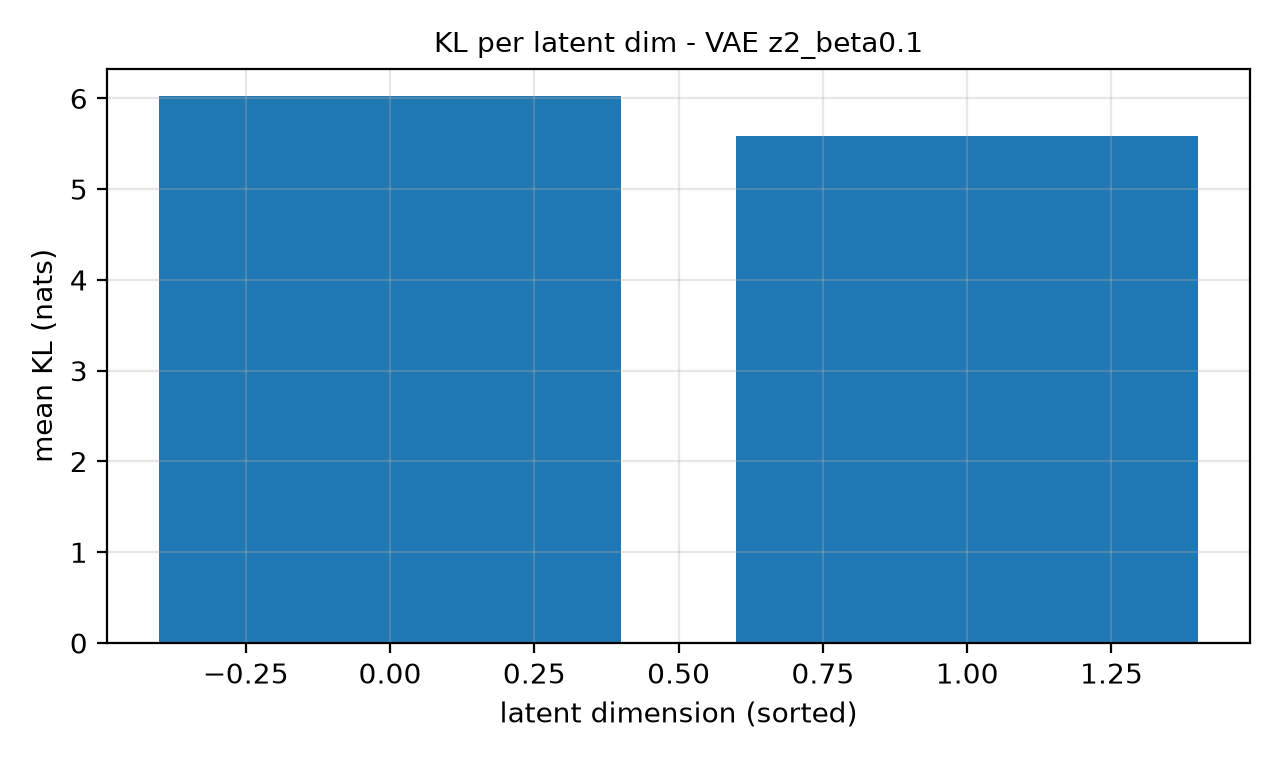 KL per latent dim - VAE z2_beta0.1
mean KL (nats)
6
5
4
3
2
1
0
−0.25 0.00 0.25 0.50 0.75 1.00 1.25
latent dimension (sorted)